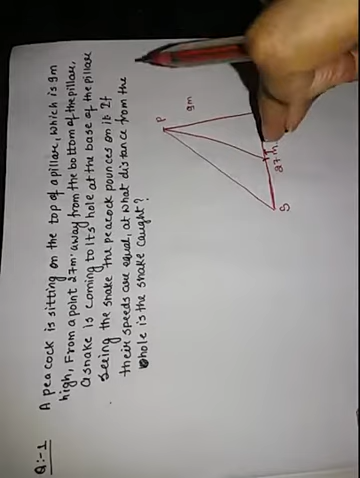 Q:-1
A peacock is sitting on the top of a pillar, which is 9m
high, From a point 27m. away from the bottom of the pillar,
a snake is coming to its hole at the base of the pillar
seeing the snake the peacock pounces on it. If
their speeds are equal, at what distance from the
whole is the snake caught?
P
9m
27m
S